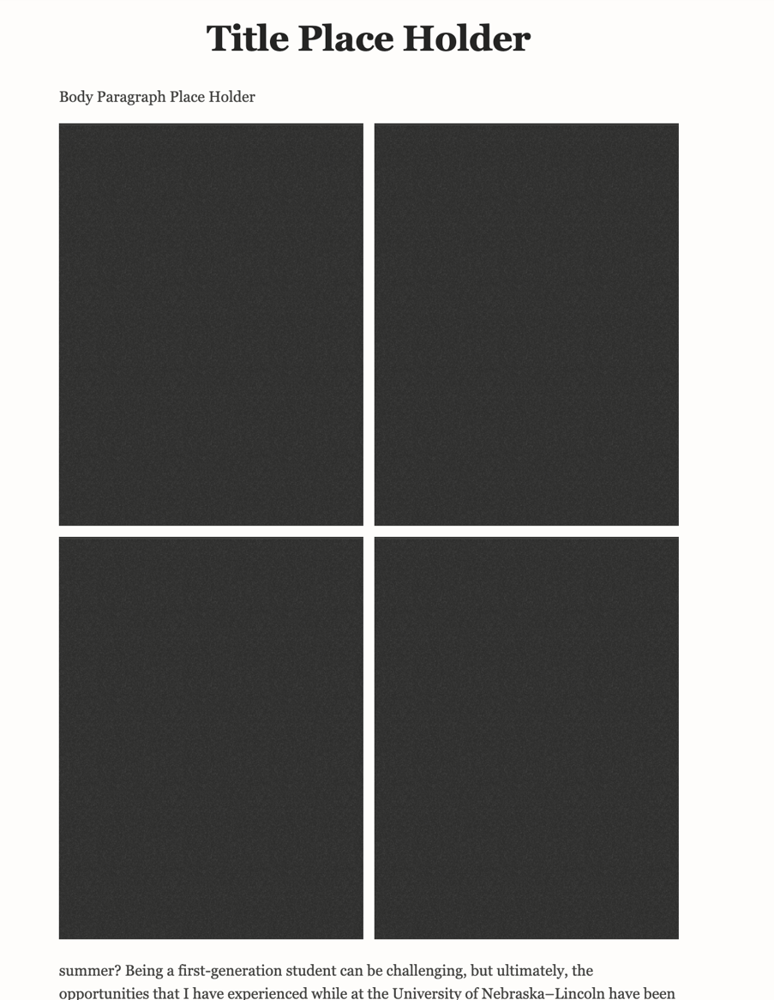 Title Place Holder
Body Paragraph Place Holder
summer? Being a first-generation student can be challenging, but ultimately, the
opportunities that I have experienced while at the University of Nebraska–Lincoln have been